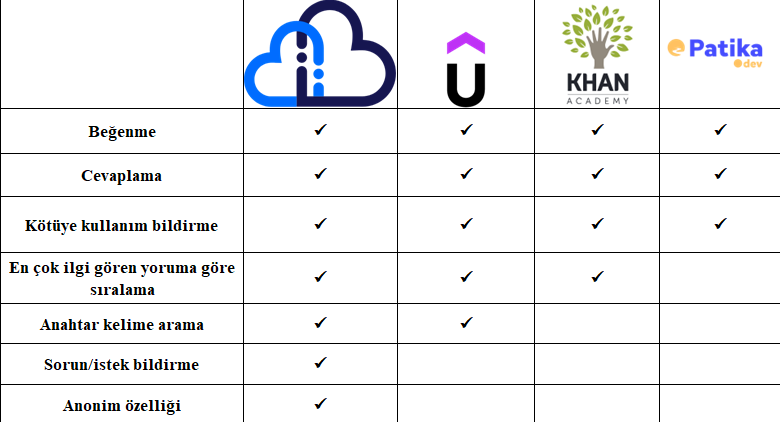 KHAN
ACADEMY
Patika
dev
Beğenme
Cevaplama
Kötüye kullanım bildirme
En çok ilgi gören yoruma göre
sıralama
Anahtar kelime arama
Sorun/istek bildirme
Anonim özelliği